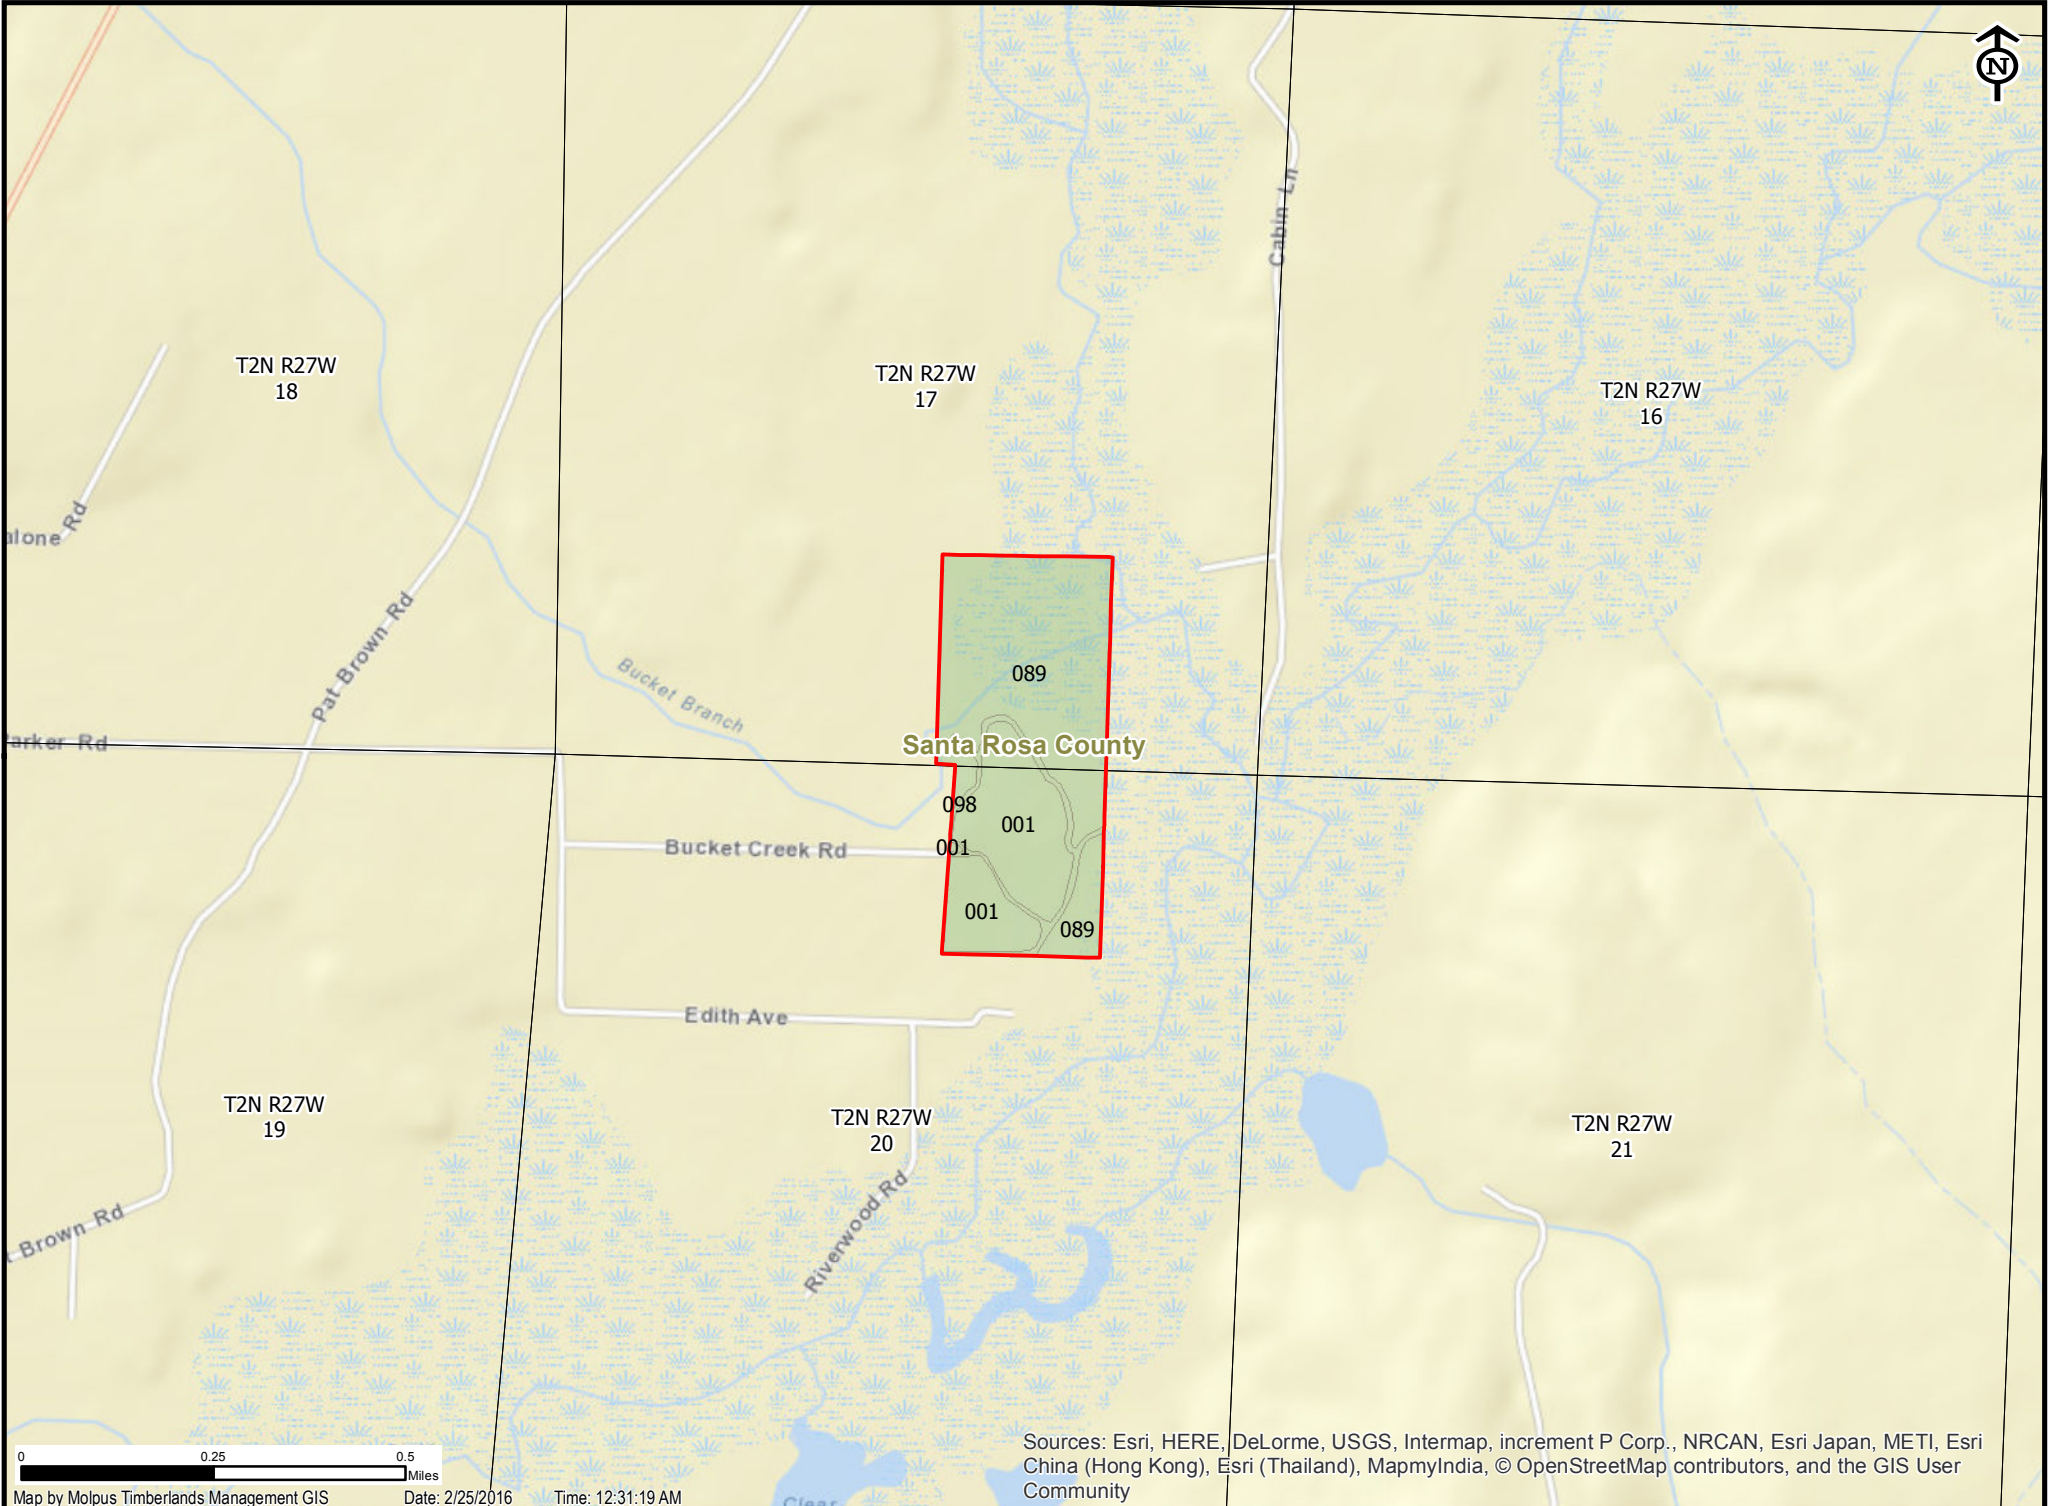 N
Cabin Ln
T2N R27W
18
T2N R27W
17
T2N R27W
16
alone Rd
Pat Brown Rd
Bucket Branch
089
Parker Rd
Santa Rosa County
098
001
001
Bucket Creek Rd
001
089
Edith Ave
T2N R27W
19
T2N R27W
20
T2N R27W
21
Riverwood Rd
t Brown Rd
0 0.25 0.5
Miles
Sources: Esri, HERE, DeLorme, USGS, Intermap, increment P Corp., NRCAN, Esri Japan, METI, Esri
China (Hong Kong), Esri (Thailand), MapmyIndia, © OpenStreetMap contributors, and the GIS User
Community
Map by Molpus Timberlands Management GIS Date: 2/25/2016 Time: 12:31:19 AM
Clear